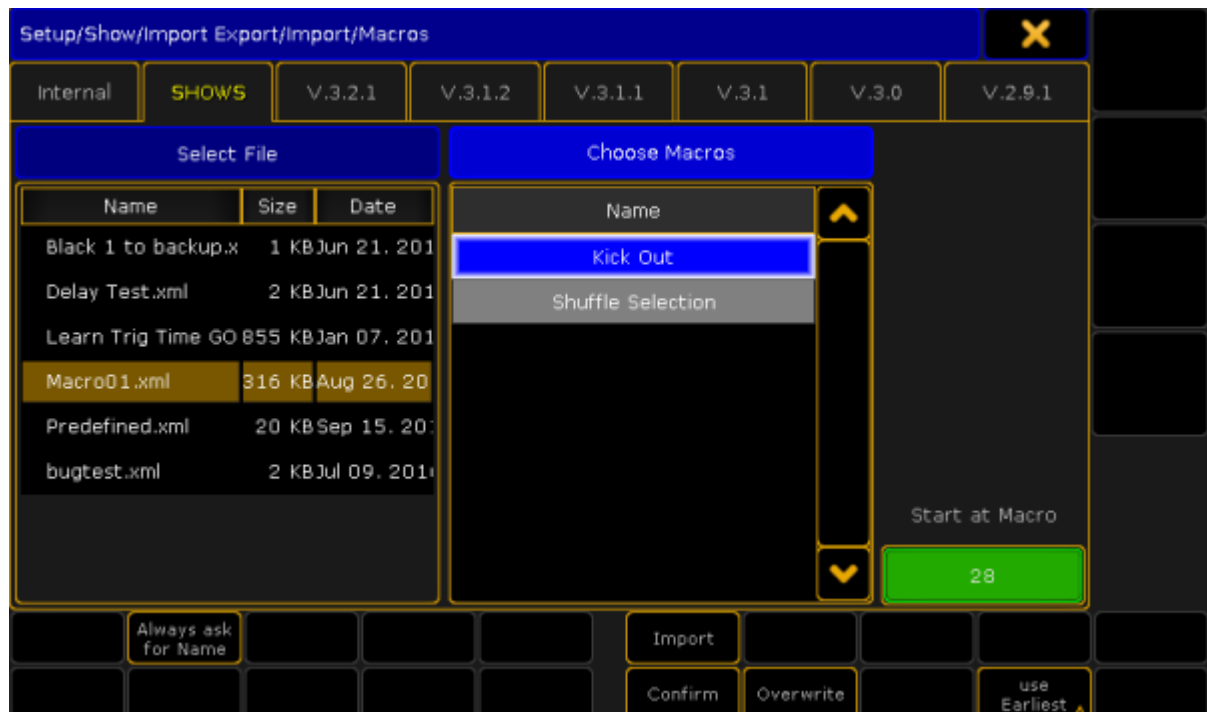 Setup/Show/Import Export/Import/Macros
Internal SHOWS V.3.2.1 V.3.1.2 V.3.1.1 V.3.1 V.3.0 V.2.9.1
Select File Choose Macros
Name Size Date Name
Black 1 to backup.x 1 KB Jun 21. 201
Kick Out
Delay Test.xml 2 KB Jun 21. 201
Shuffle Selection
Learn Trig Time GO 855 KB Jan 07. 201
Macro01.xml 316 KB Aug 26. 20
Predefined.xml 20 KB Sep 15. 20
bugtest.xml 2 KB Jul 09. 201
Start at Macro
28
Always ask
for Name
Import
Confirm Overwrite
use
Earliest